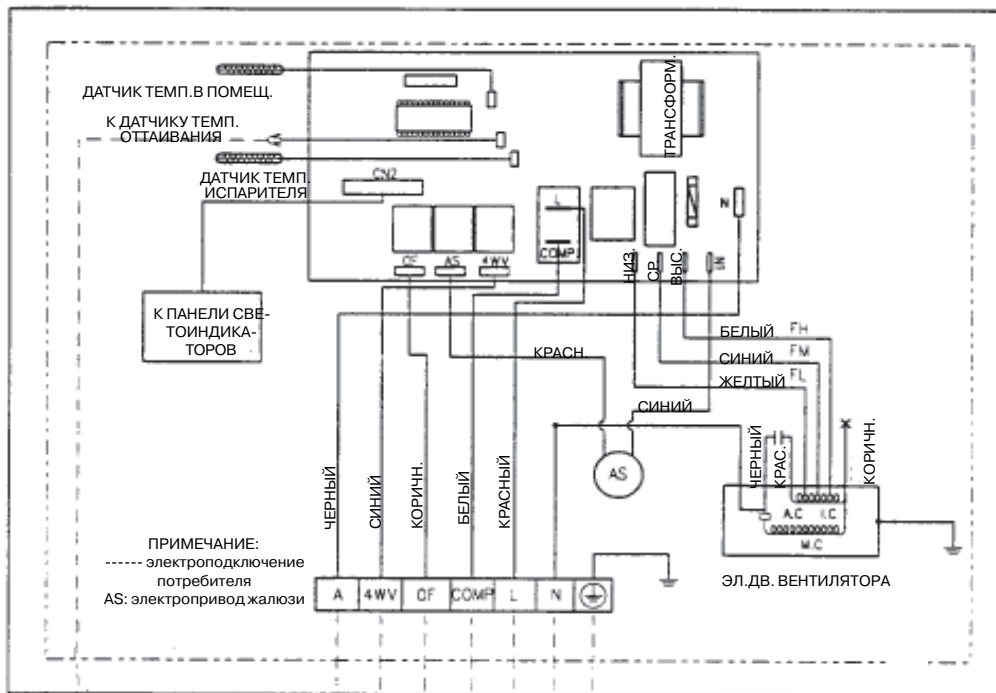 ДАТЧИК ТЕМП.В ПОМЕЩ.
К ДАТЧИКУ ТЕМП.
ОТТАИВАНИЯ
ДАТЧИК ТЕМП.
ИСПАРИТЕЛЯ
CN2
ТРАНСФОРМ.
L
COMP.
N
OF
AS
4WV
НИЗ.
СР.
ВЫС.
К ПАНЕЛИ СВЕ-
ТОИНДИКА-
ТОРОВ
КРАСН.
БЕЛЫЙ FH
СИНИЙ FM
ЖЕЛТЫЙ FL
СИНИЙ
AS
ЧЕРНЫЙ
СИНИЙ
КОРИЧН.
БЕЛЫЙ
КРАСНЫЙ
ЧЕРНЫЙ
КРАС.
КОРИЧН.
A.C
I.C
M.C
ЭЛ.ДВ. ВЕНТИЛЯТОРА
ПРИМЕЧАНИЕ:
------ электроподключение
потребителя
AS: электропривод жалюзи
A 4WV OF COMP L N